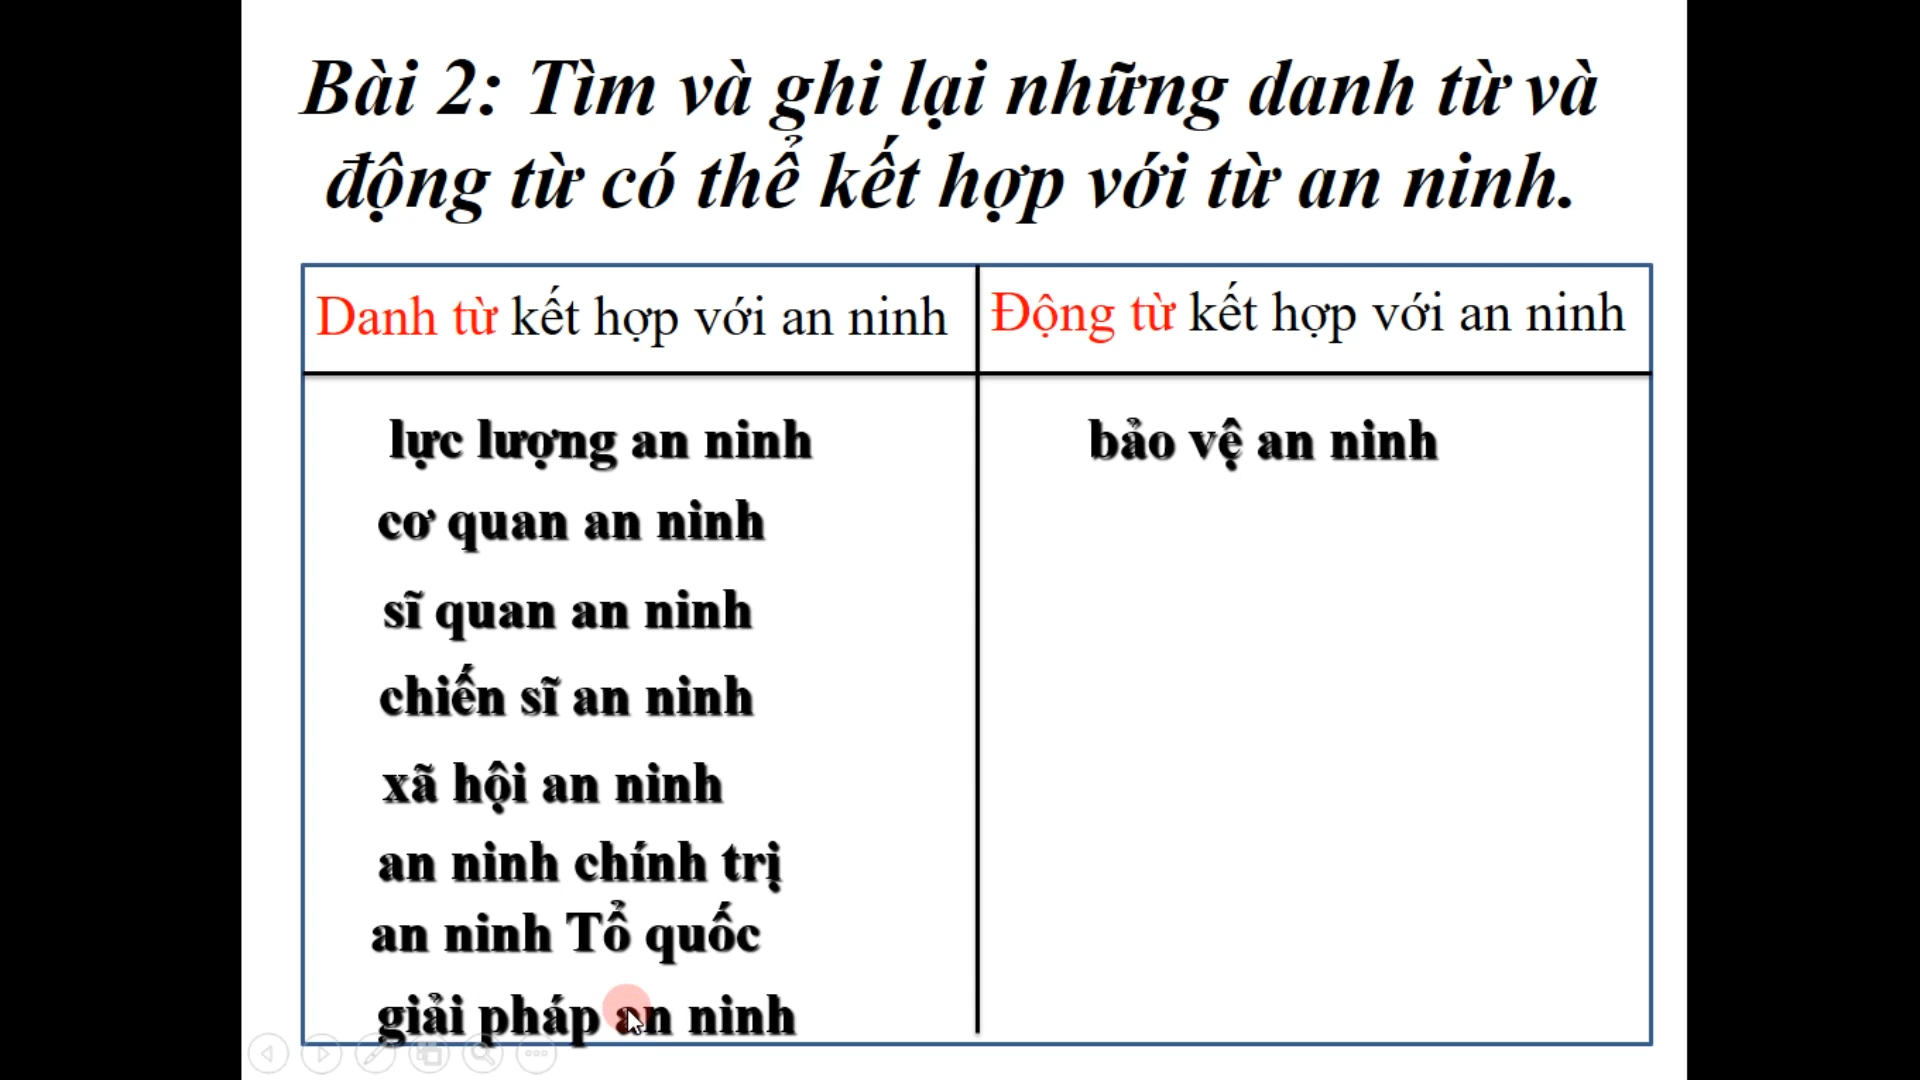 Bài 2: Tìm và ghi lại những danh từ và
động từ có thể kết hợp với từ an ninh.
Danh từ kết hợp với an ninh
Động từ kết hợp với an ninh
lực lượng an ninh
bảo vệ an ninh
cơ quan an ninh
sĩ quan an ninh
chiến sĩ an ninh
xã hội an ninh
an ninh chính trị
an ninh Tổ quốc
giải pháp an ninh